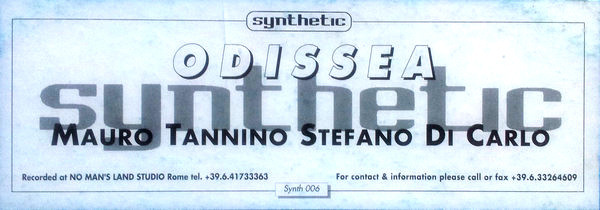 synthetic
ODISSEA
synthetic
MAURO TANNINO STEFANO DI CARLO
Recorded at NO MAN'S LAND STUDIO Rome tel. +39.6.41733363
For contact & information please call or fax +39.6.33264609
Synth 006